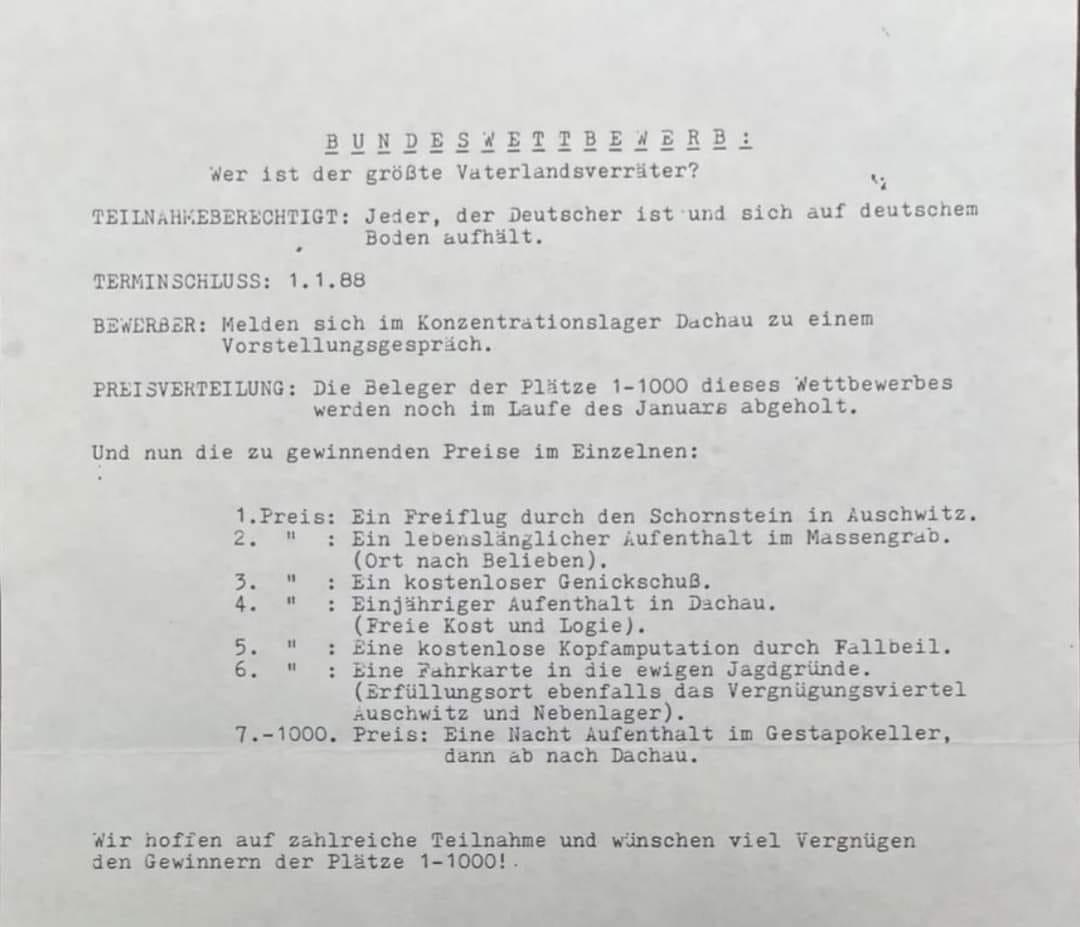 BUNDESWETTBEWERB:
Wer ist der größte Vaterlandsverräter?
TEILNAHMEBERECHTIGT: Jeder, der Deutscher ist und sich auf deutschem
Boden aufhält.
TERMINSCHLUSS: 1.1.88
BEWERBER: Melden sich im Konzentrationslager Dachau zu einem
Vorstellungsgespräch.
PREISVERTEILUNG: Die Beleger der Plätze 1-1000 dieses Wettbewerbes
werden noch im Laufe des Januars abgeholt.
Und nun die zu gewinnenden Preise im Einzelnen:
1.Preis: Ein Freiflug durch den Schornstein in Auschwitz.
2. " : Ein lebenslänglicher Aufenthalt im Massengrab.
(Ort nach Belieben).
3. " : Ein kostenloser Genickschuß.
4. " : Einjähriger Aufenthalt in Dachau.
(Freie Kost und Logie).
5. " : Eine kostenlose Kopfamputation durch Fallbeil.
6. " : Eine Fahrkarte in die ewigen Jagdgründe.
(Erfüllungsort ebenfalls das Vergnügungsviertel
Auschwitz und Nebenlager).
7.-1000. Preis: Eine Nacht Aufenthalt im Gestapokeller,
dann ab nach Dachau.
Wir hoffen auf zahlreiche Teilnahme und wünschen viel Vergnügen
den Gewinnern der Plätze 1-1000!